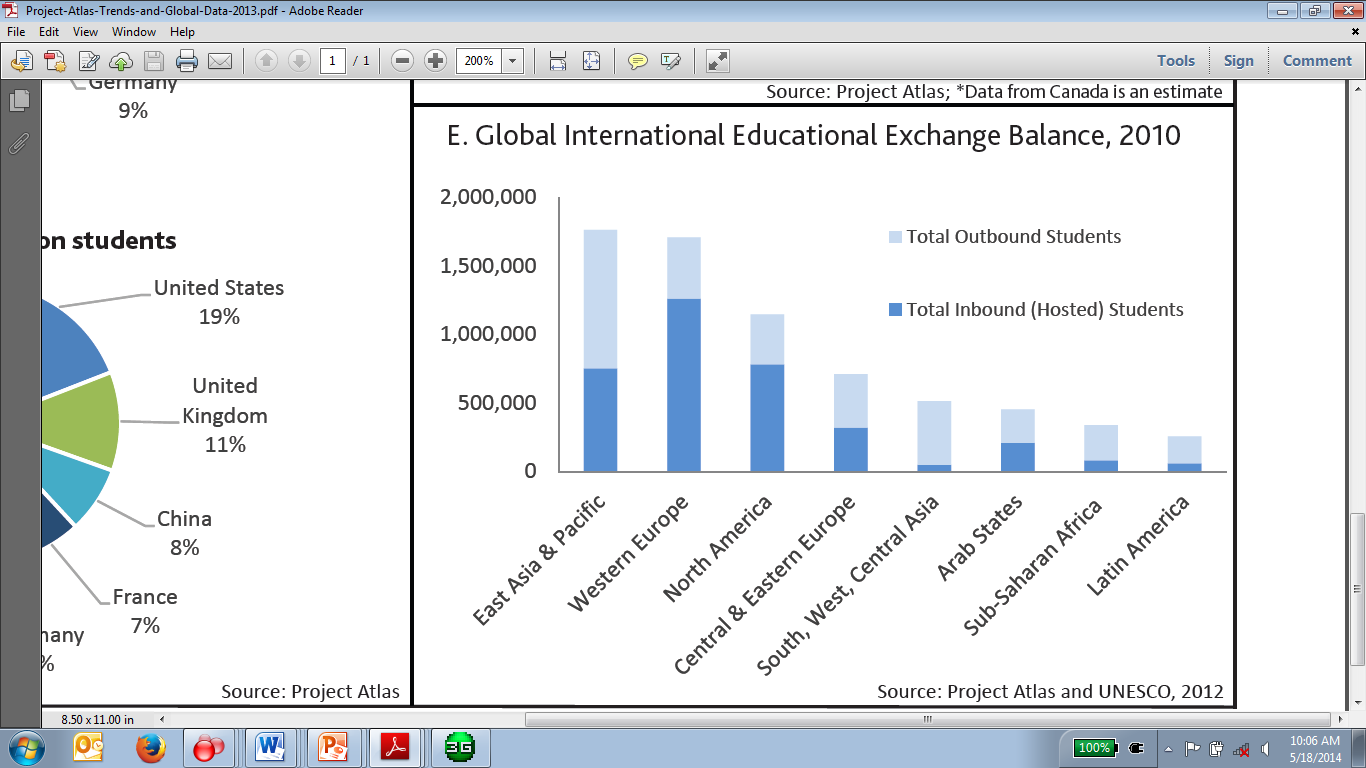 Project-Atlas-Trends-and-Global-Data-2013.pdf - Adobe Reader
File Edit View Window Help
1 / 1 200% Tools Sign Comment
Germany
9%
on students
United States
19%
United
Kingdom
11%
China
8%
France
7%
many
%
Source: Project Atlas
Source: Project Atlas; *Data from Canada is an estimate
E. Global International Educational Exchange Balance, 2010
2,000,000
1,500,000
1,000,000
500,000
0
Total Outbound Students
Total Inbound (Hosted) Students
East Asia & Pacific
Western Europe
North America
Central & Eastern Europe
South, West, Central Asia
Arab States
Sub-Saharan Africa
Latin America
Source: Project Atlas and UNESCO, 2012
8.50 x 11.00 in
3G
100%
10:06 AM
5/18/2014